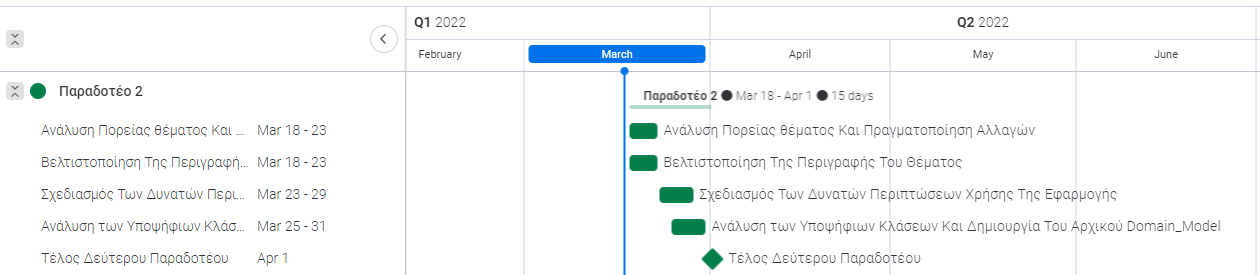 Q1 2022
Q2 2022
February
March
April
May
June
Παραδοτέο 2
Παραδοτέο 2 ● Mar 18 - Apr 1 ● 15 days
Ανάλυση Πορείας θέματος Και ... Mar 18 - 23
Ανάλυση Πορείας θέματος Και Πραγματοποίηση Αλλαγών
Βελτιστοποίηση Της Περιγραφή... Mar 18 - 23
Βελτιστοποίηση Της Περιγραφής Του Θέματος
Σχεδιασμός Των Δυνατών Περι... Mar 23 - 29
Σχεδιασμός Των Δυνατών Περιπτώσεων Χρήσης Της Εφαρμογής
Ανάλυση των Υποψήφιων Κλάσ... Mar 25 - 31
Ανάλυση των Υποψήφιων Κλάσεων Και Δημιουργία Του Αρχικού Domain_Model
Τέλος Δεύτερου Παραδοτέου Apr 1
Τέλος Δεύτερου Παραδοτέου